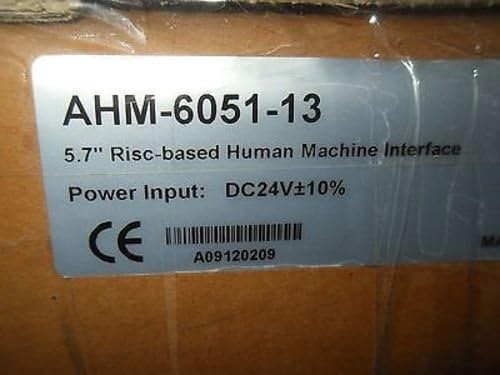 AHM-6051-13
5.7" Risc-based Human Machine Interface
Power Input: DC24V±10%
CE
A09120209